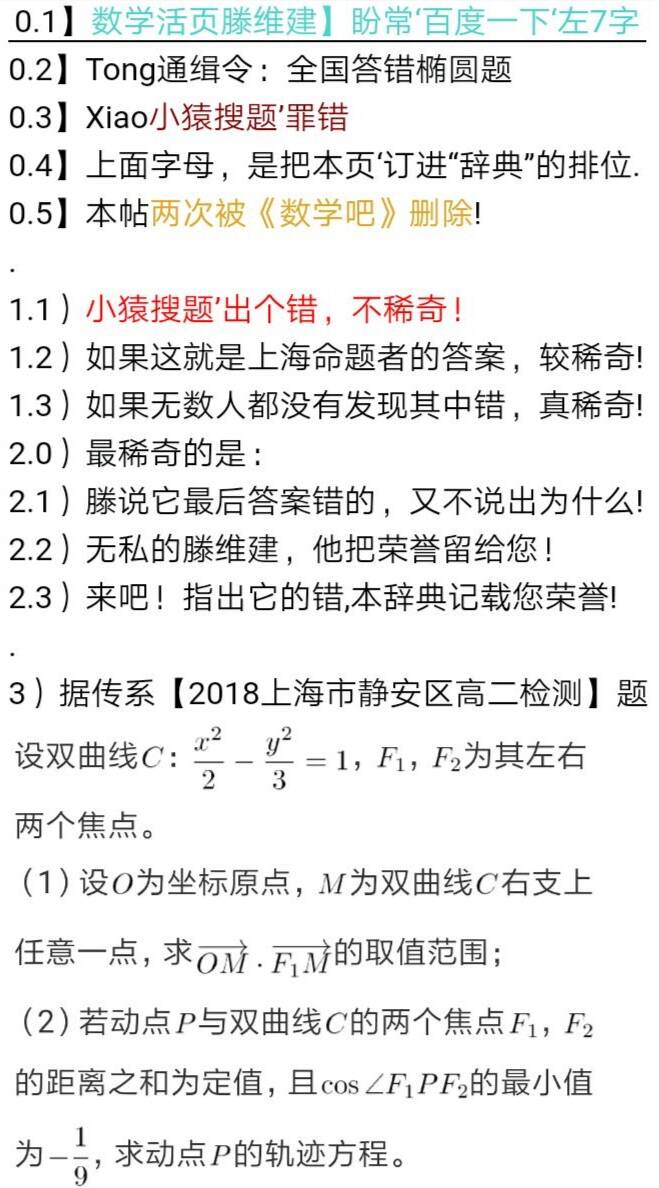 0.1】数学活页滕维建】盼常‘百度一下‘左7字
0.2】Tong通缉令：全国答错椭圆题
0.3】Xiao小猿搜题’罪错
0.4】上面字母，是把本页‘订进“辞典”的排位.
0.5】本帖两次被《数学吧》删除!
.
1.1）小猿搜题’出个错，不稀奇！
1.2）如果这就是上海命题者的答案，较稀奇!
1.3）如果无数人都没有发现其中错，真稀奇!
2.0）最稀奇的是：
2.1）滕说它最后答案错的，又不说出为什么!
2.2）无私的滕维建，他把荣誉留给您！
2.3）来吧！指出它的错,本辞典记载您荣誉!
.
3）据传系【2018上海市静安区高二检测】题
设双曲线C：$\frac{x^2}{2}-\frac{y^2}{3}=1$，$F_1$，$F_2$为其左右
两个焦点。
（1）设O为坐标原点，M为双曲线C右支上
任意一点，求$\overrightarrow{OM}\cdot\overrightarrow{F_1M}$的取值范围；
（2）若动点P与双曲线C的两个焦点$F_1$，$F_2$
的距离之和为定值，且$\cos\angle F_1PF_2$的最小值
为$-\frac{1}{9}$，求动点P的轨迹方程。